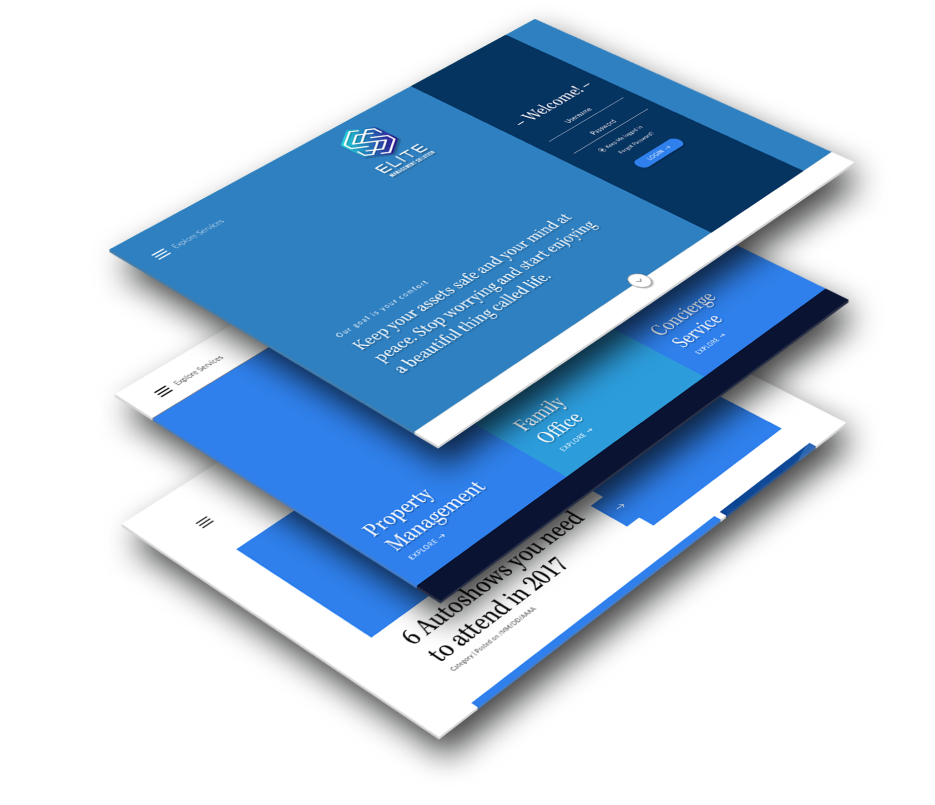 ELITE
MANAGEMENT SOLUTION
– Welcome! –
Username
Password
Keep Me logged in
Forgot Password?
LOGIN →
Explore Services
Our goal is your comfort
Keep your assets safe and your mind at
peace. Stop worrying and start enjoying
a beautiful thing called life.
Explore Services
Property
Management
EXPLORE →
Family
Office
EXPLORE →
Concierge
Service
EXPLORE →
6 Autoshows you need
to attend in 2017
Category | Posted on /MM/DD/AAAA